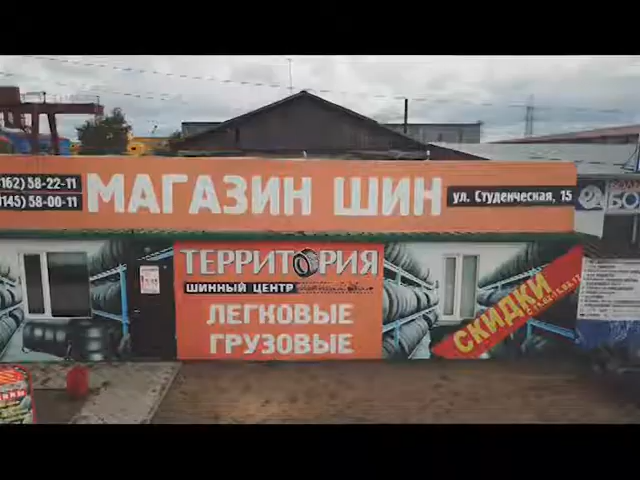 162) 58-22-11
145) 58-00-11
МАГАЗИН ШИН
ул. Студенческая, 15
ТЕРРИТОРИЯ
ШИННЫЙ ЦЕНТР
ЛЕГКОВЫЕ
ГРУЗОВЫЕ
СКИДКИ